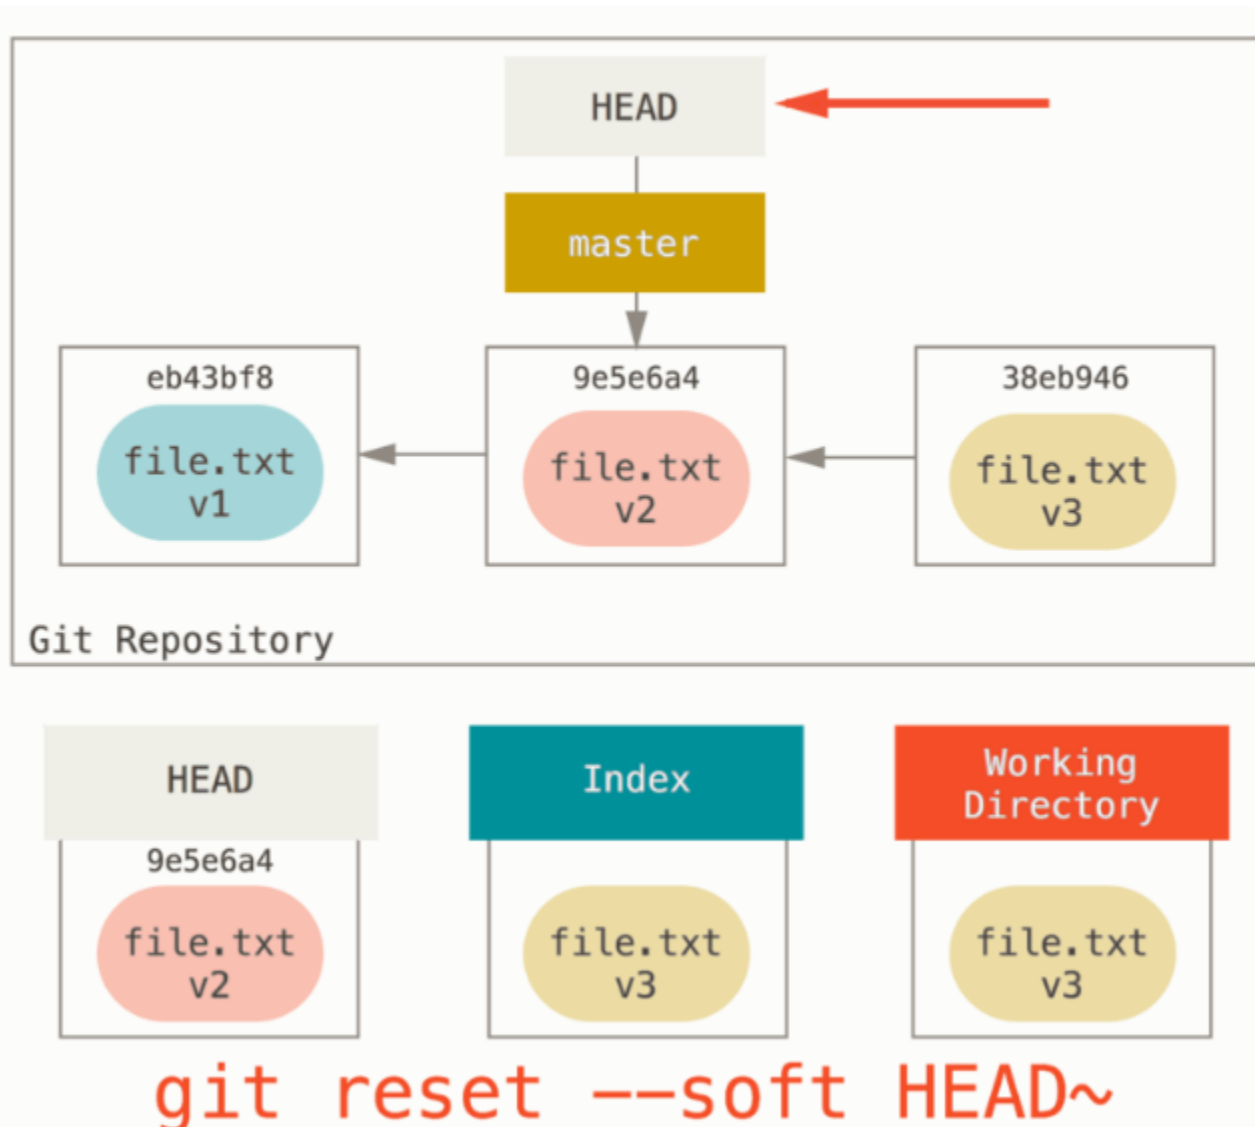 HEAD
master
eb43bf8
file.txt
v1
9e5e6a4
file.txt
v2
38eb946
file.txt
v3
Git Repository
HEAD
9e5e6a4
file.txt
v2
Index
file.txt
v3
Working
Directory
file.txt
v3
git reset --soft HEAD~